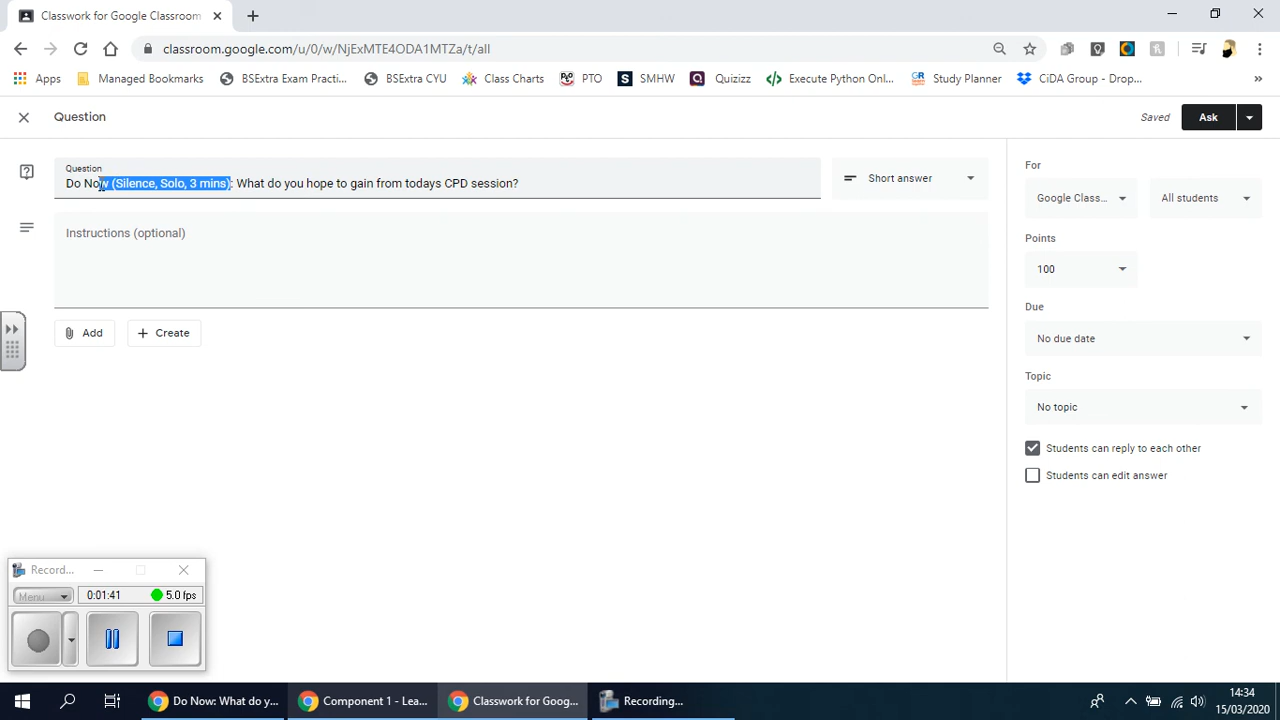 Classwork for Google Classroom
classroom.google.com/u/0/w/NjExMTE4ODA1MTZa/t/all
Apps
Managed Bookmarks
BSExtra Exam Practi...
BSExtra CYU
Class Charts
PTO
SMHW
Quizizz
Execute Python Onl...
Study Planner
CiDA Group - Drop...
Question
Saved
Ask
Question
Do Now (Silence, Solo, 3 mins): What do you hope to gain from todays CPD session?
Short answer
Instructions (optional)
Add
Create
For
Google Class...
All students
Points
100
Due
No due date
Topic
No topic
Students can reply to each other
Students can edit answer
Record...
Menu
0:01:41
5.0 fps
Do Now: What do y...
Component 1 - Lea...
Classwork for Goog...
Recording...
14:34
15/03/2020